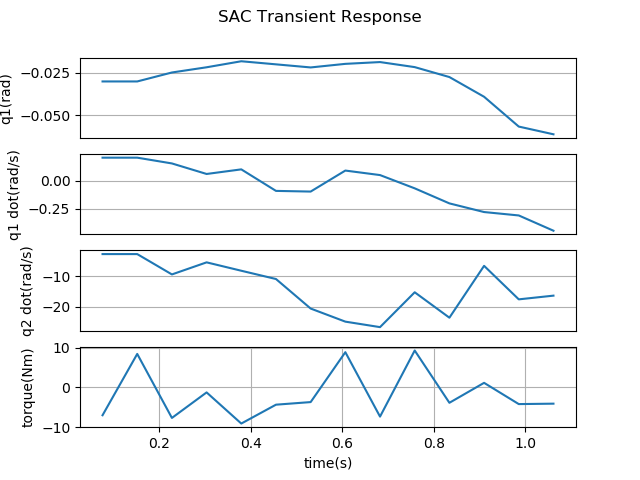 SAC Transient Response
q1(rad)
−0.025
−0.050
q1 dot(rad/s)
0.00
−0.25
q2 dot(rad/s)
−10
−20
torque(Nm)
10
0
−10
0.2 0.4 0.6 0.8 1.0
time(s)